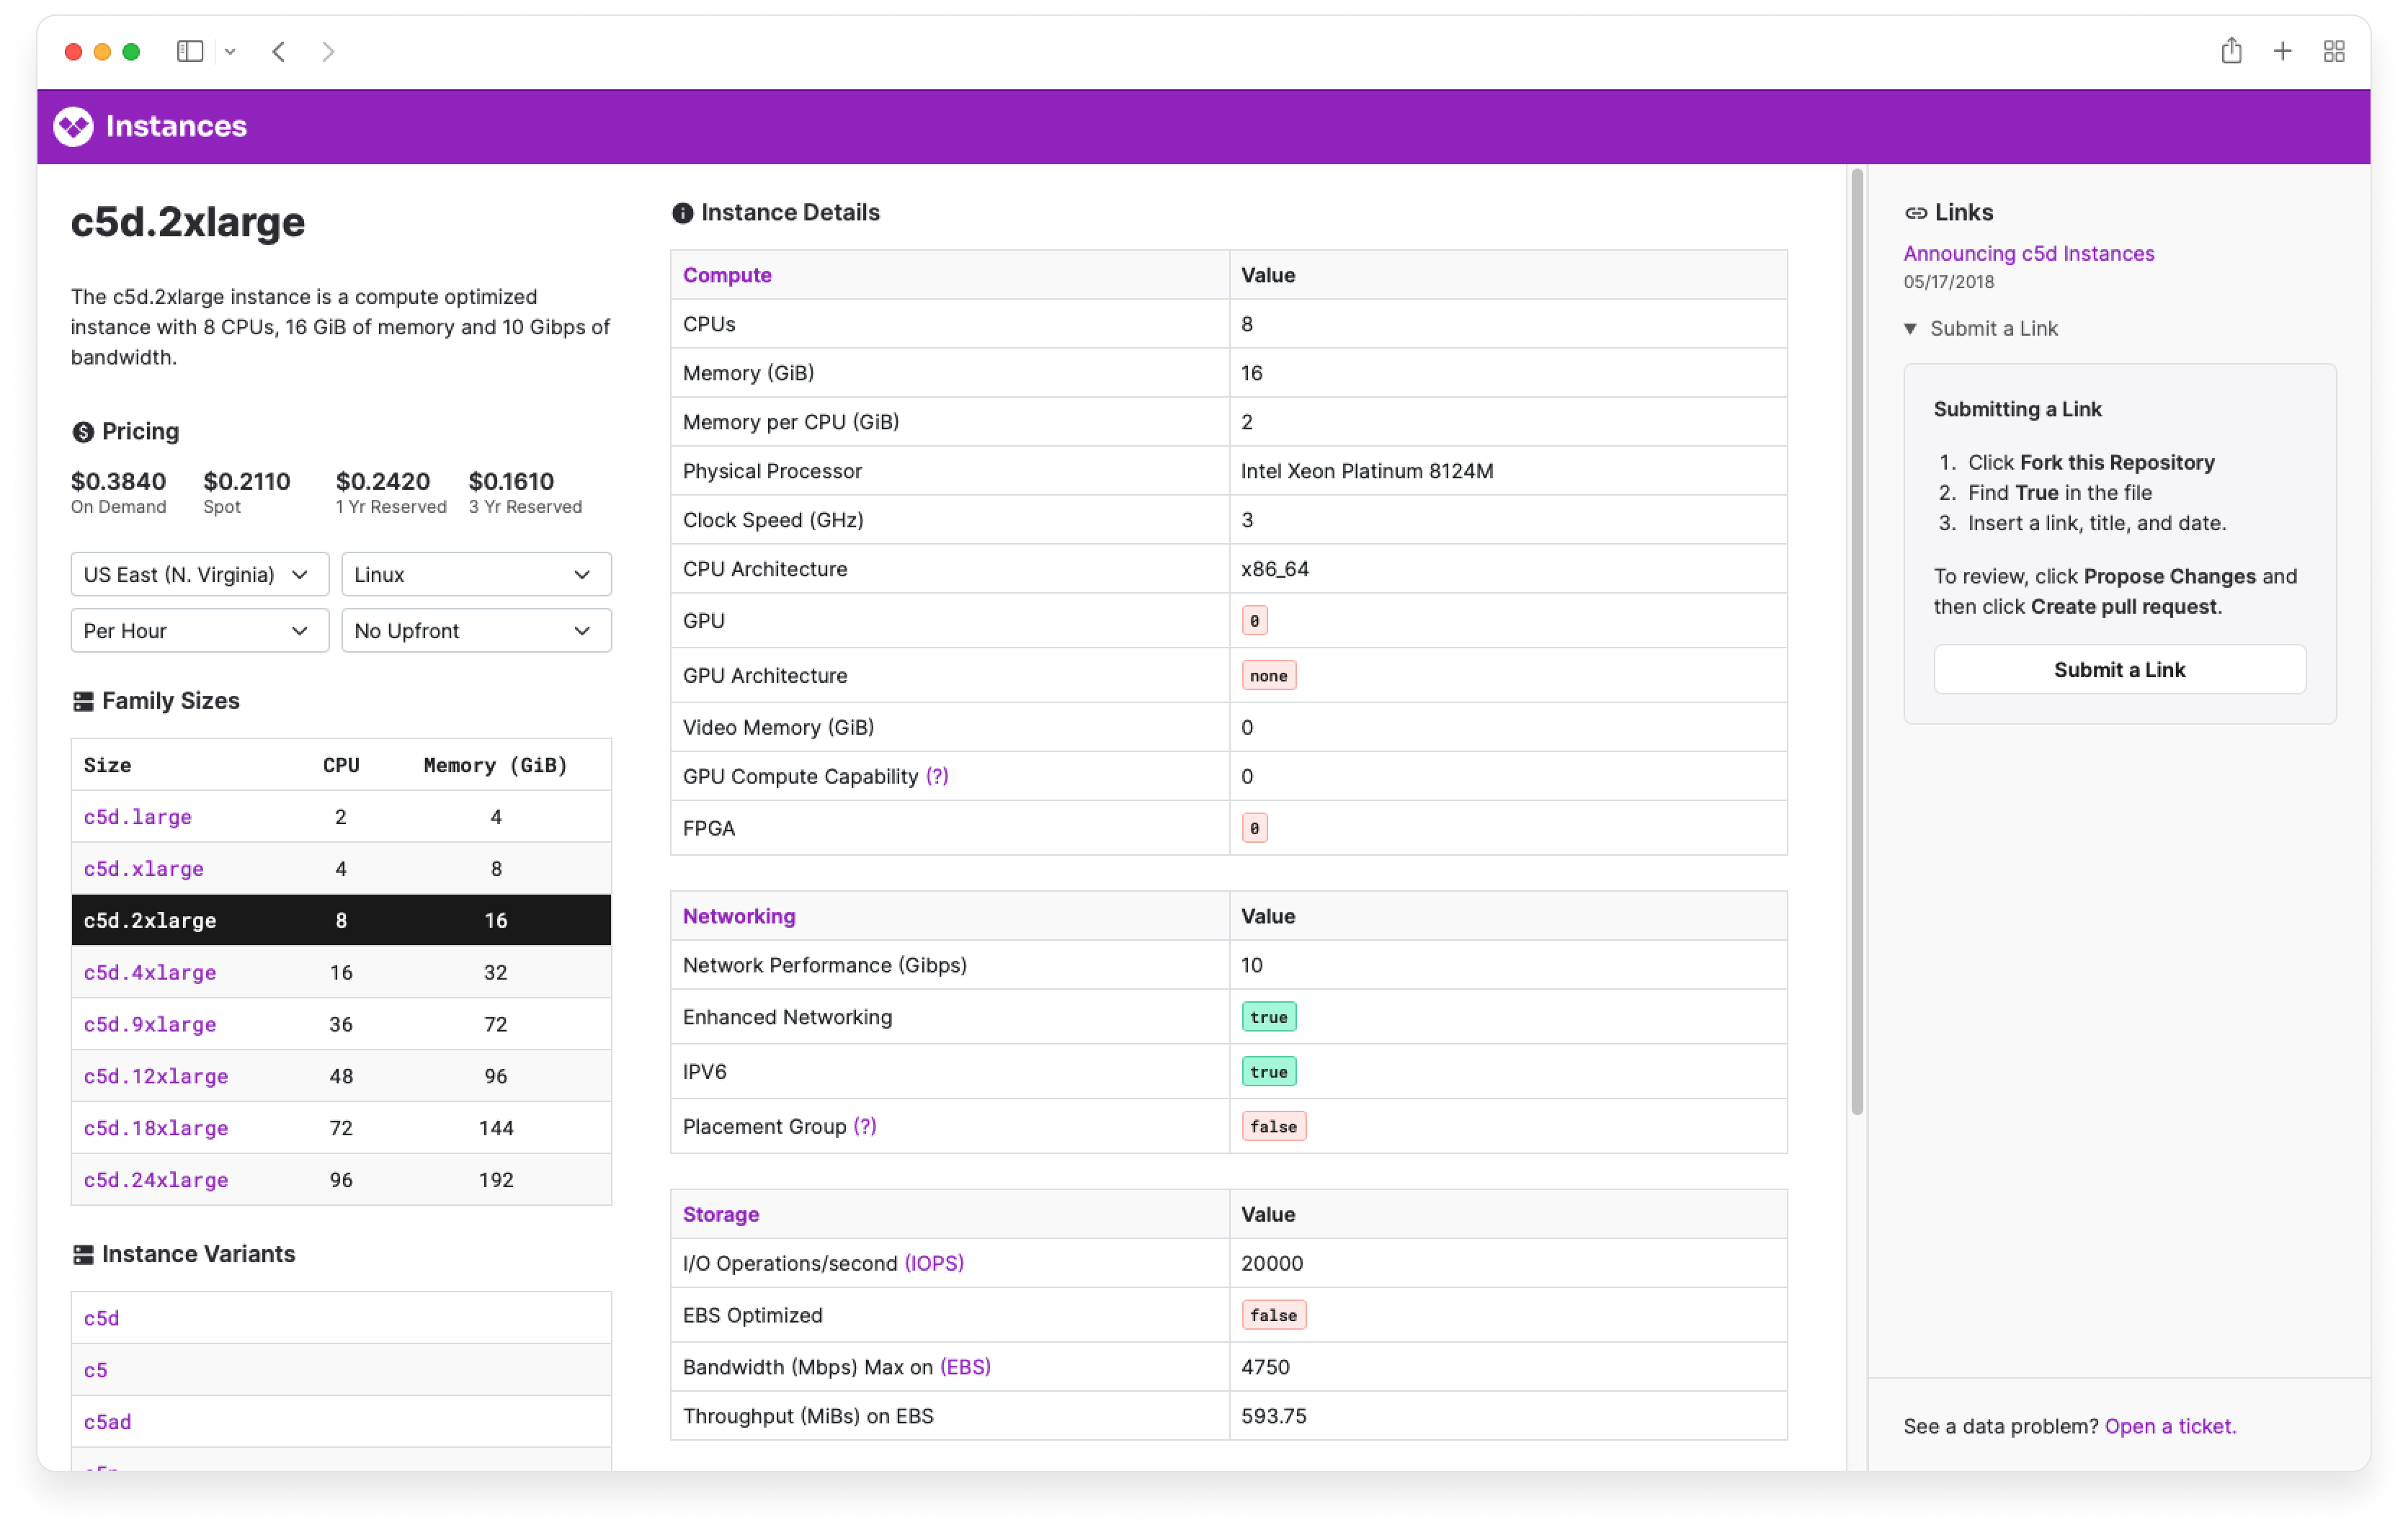 Instances
c5d.2xlarge
The c5d.2xlarge instance is a compute optimized
instance with 8 CPUs, 16 GiB of memory and 10 Gibps of
bandwidth.
Pricing
$0.3840 $0.2110 $0.2420 $0.1610
On Demand Spot 1 Yr Reserved 3 Yr Reserved
US East (N. Virginia) Linux
Per Hour No Upfront
Family Sizes
Size CPU Memory (GiB)
c5d.large 2 4
c5d.xlarge 4 8
c5d.2xlarge 8 16
c5d.4xlarge 16 32
c5d.9xlarge 36 72
c5d.12xlarge 48 96
c5d.18xlarge 72 144
c5d.24xlarge 96 192
Instance Variants
c5d
c5
c5ad
Instance Details
Compute Value
CPUs 8
Memory (GiB) 16
Memory per CPU (GiB) 2
Physical Processor Intel Xeon Platinum 8124M
Clock Speed (GHz) 3
CPU Architecture x86_64
GPU 0
GPU Architecture none
Video Memory (GiB) 0
GPU Compute Capability (?) 0
FPGA 0
Networking Value
Network Performance (Gibps) 10
Enhanced Networking true
IPV6 true
Placement Group (?) false
Storage Value
I/O Operations/second (IOPS) 20000
EBS Optimized false
Bandwidth (Mbps) Max on (EBS) 4750
Throughput (MiBs) on EBS 593.75
Links
Announcing c5d Instances
05/17/2018
Submit a Link
Submitting a Link
1. Click Fork this Repository
2. Find True in the file
3. Insert a link, title, and date.
To review, click Propose Changes and
then click Create pull request.
Submit a Link
See a data problem? Open a ticket.